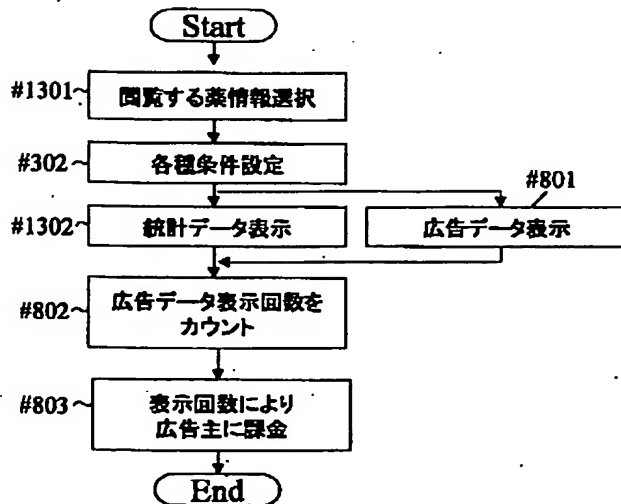 Start
#1301
閲覧する薬情報選択
#302
各種条件設定
#801
#1302
統計データ表示
広告データ表示
#802
広告データ表示回数を
カウント
#803
表示回数により
広告主に課金
End